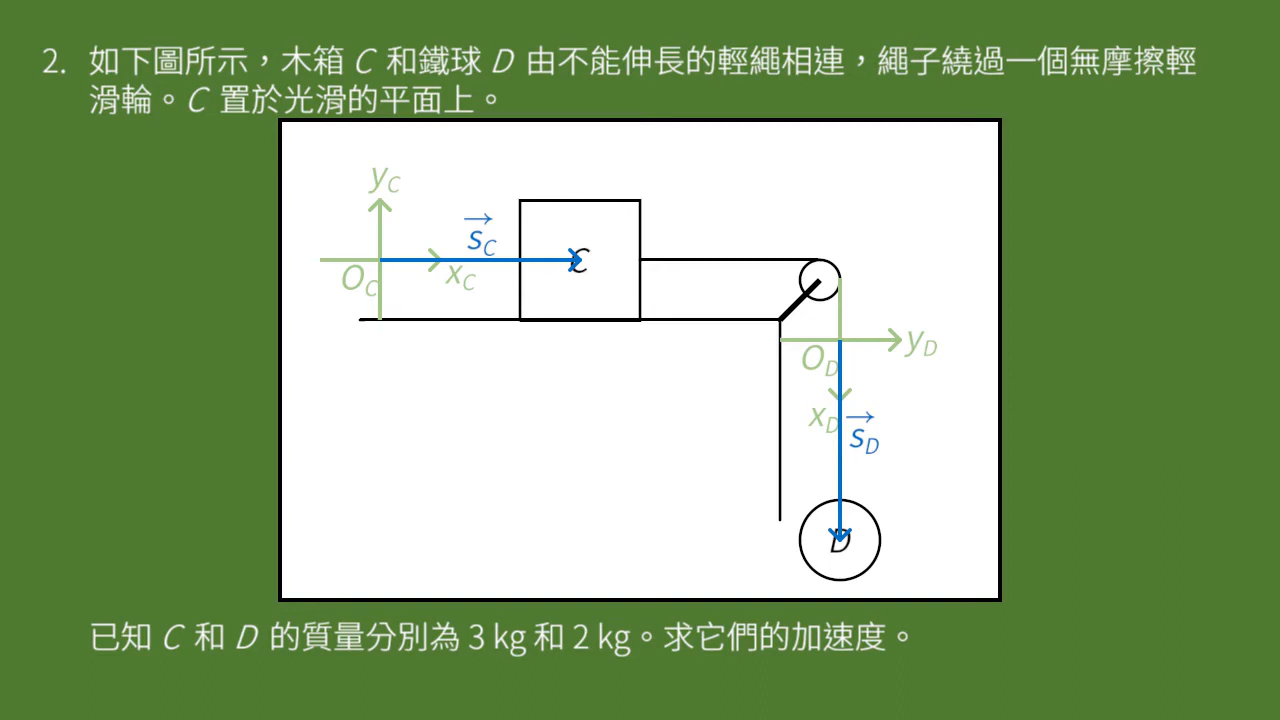 2. 如下圖所示，木箱 C 和鐵球 D 由不能伸長的輕繩相連，繩子繞過一個無摩擦輕
滑輪。C 置於光滑的平面上。
y_C
s_C
C
O_C
x_C
y_D
O_D
x_D
s_D
D
已知 C 和 D 的質量分別為 3 kg 和 2 kg。求它們的加速度。